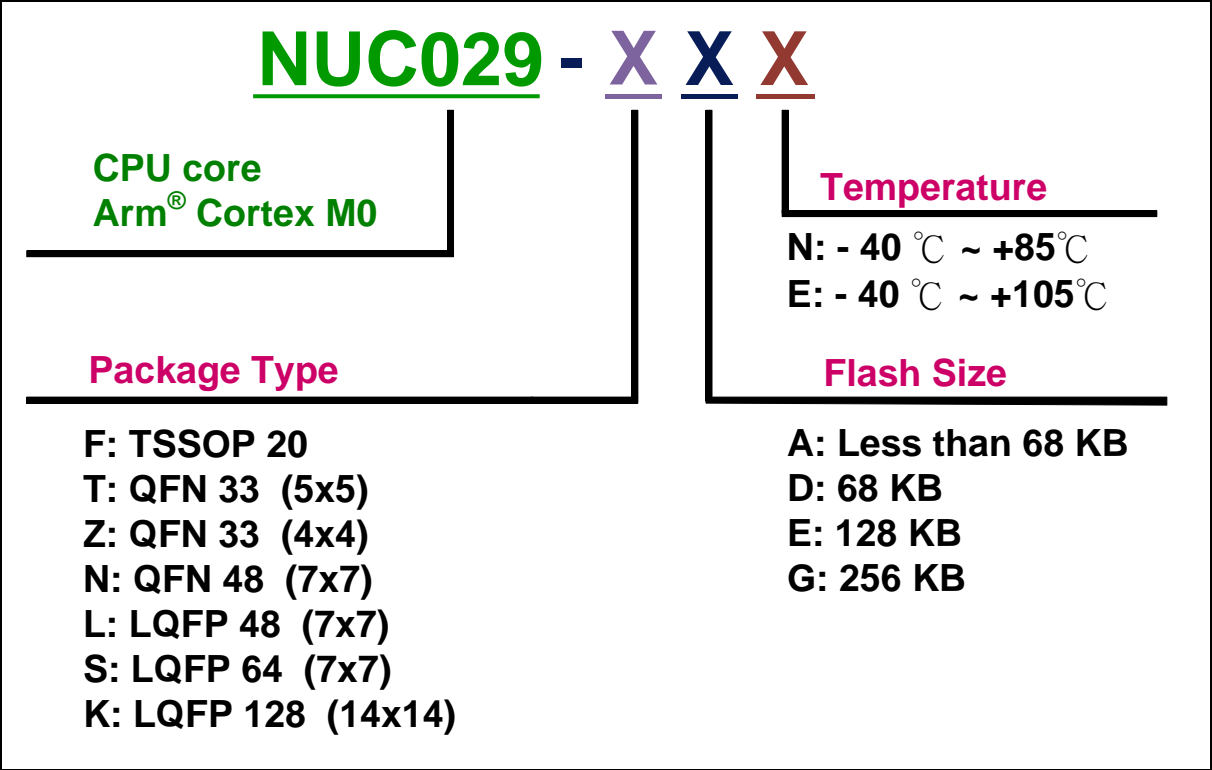 NUC029 - X X X
CPU core
Arm® Cortex M0
Temperature
N: - 40 ℃ ~ +85℃
E: - 40 ℃ ~ +105℃
Package Type
F: TSSOP 20
T: QFN 33 (5x5)
Z: QFN 33 (4x4)
N: QFN 48 (7x7)
L: LQFP 48 (7x7)
S: LQFP 64 (7x7)
K: LQFP 128 (14x14)
Flash Size
A: Less than 68 KB
D: 68 KB
E: 128 KB
G: 256 KB